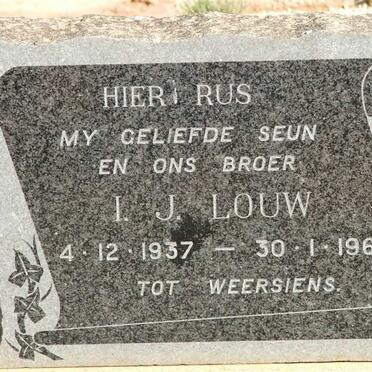 HIER RUS
MY GELIEFDE SEUN
EN ONS BROER
I. J. LOUW
4·12·1937 — 30·1·196
TOT WEERSIENS.